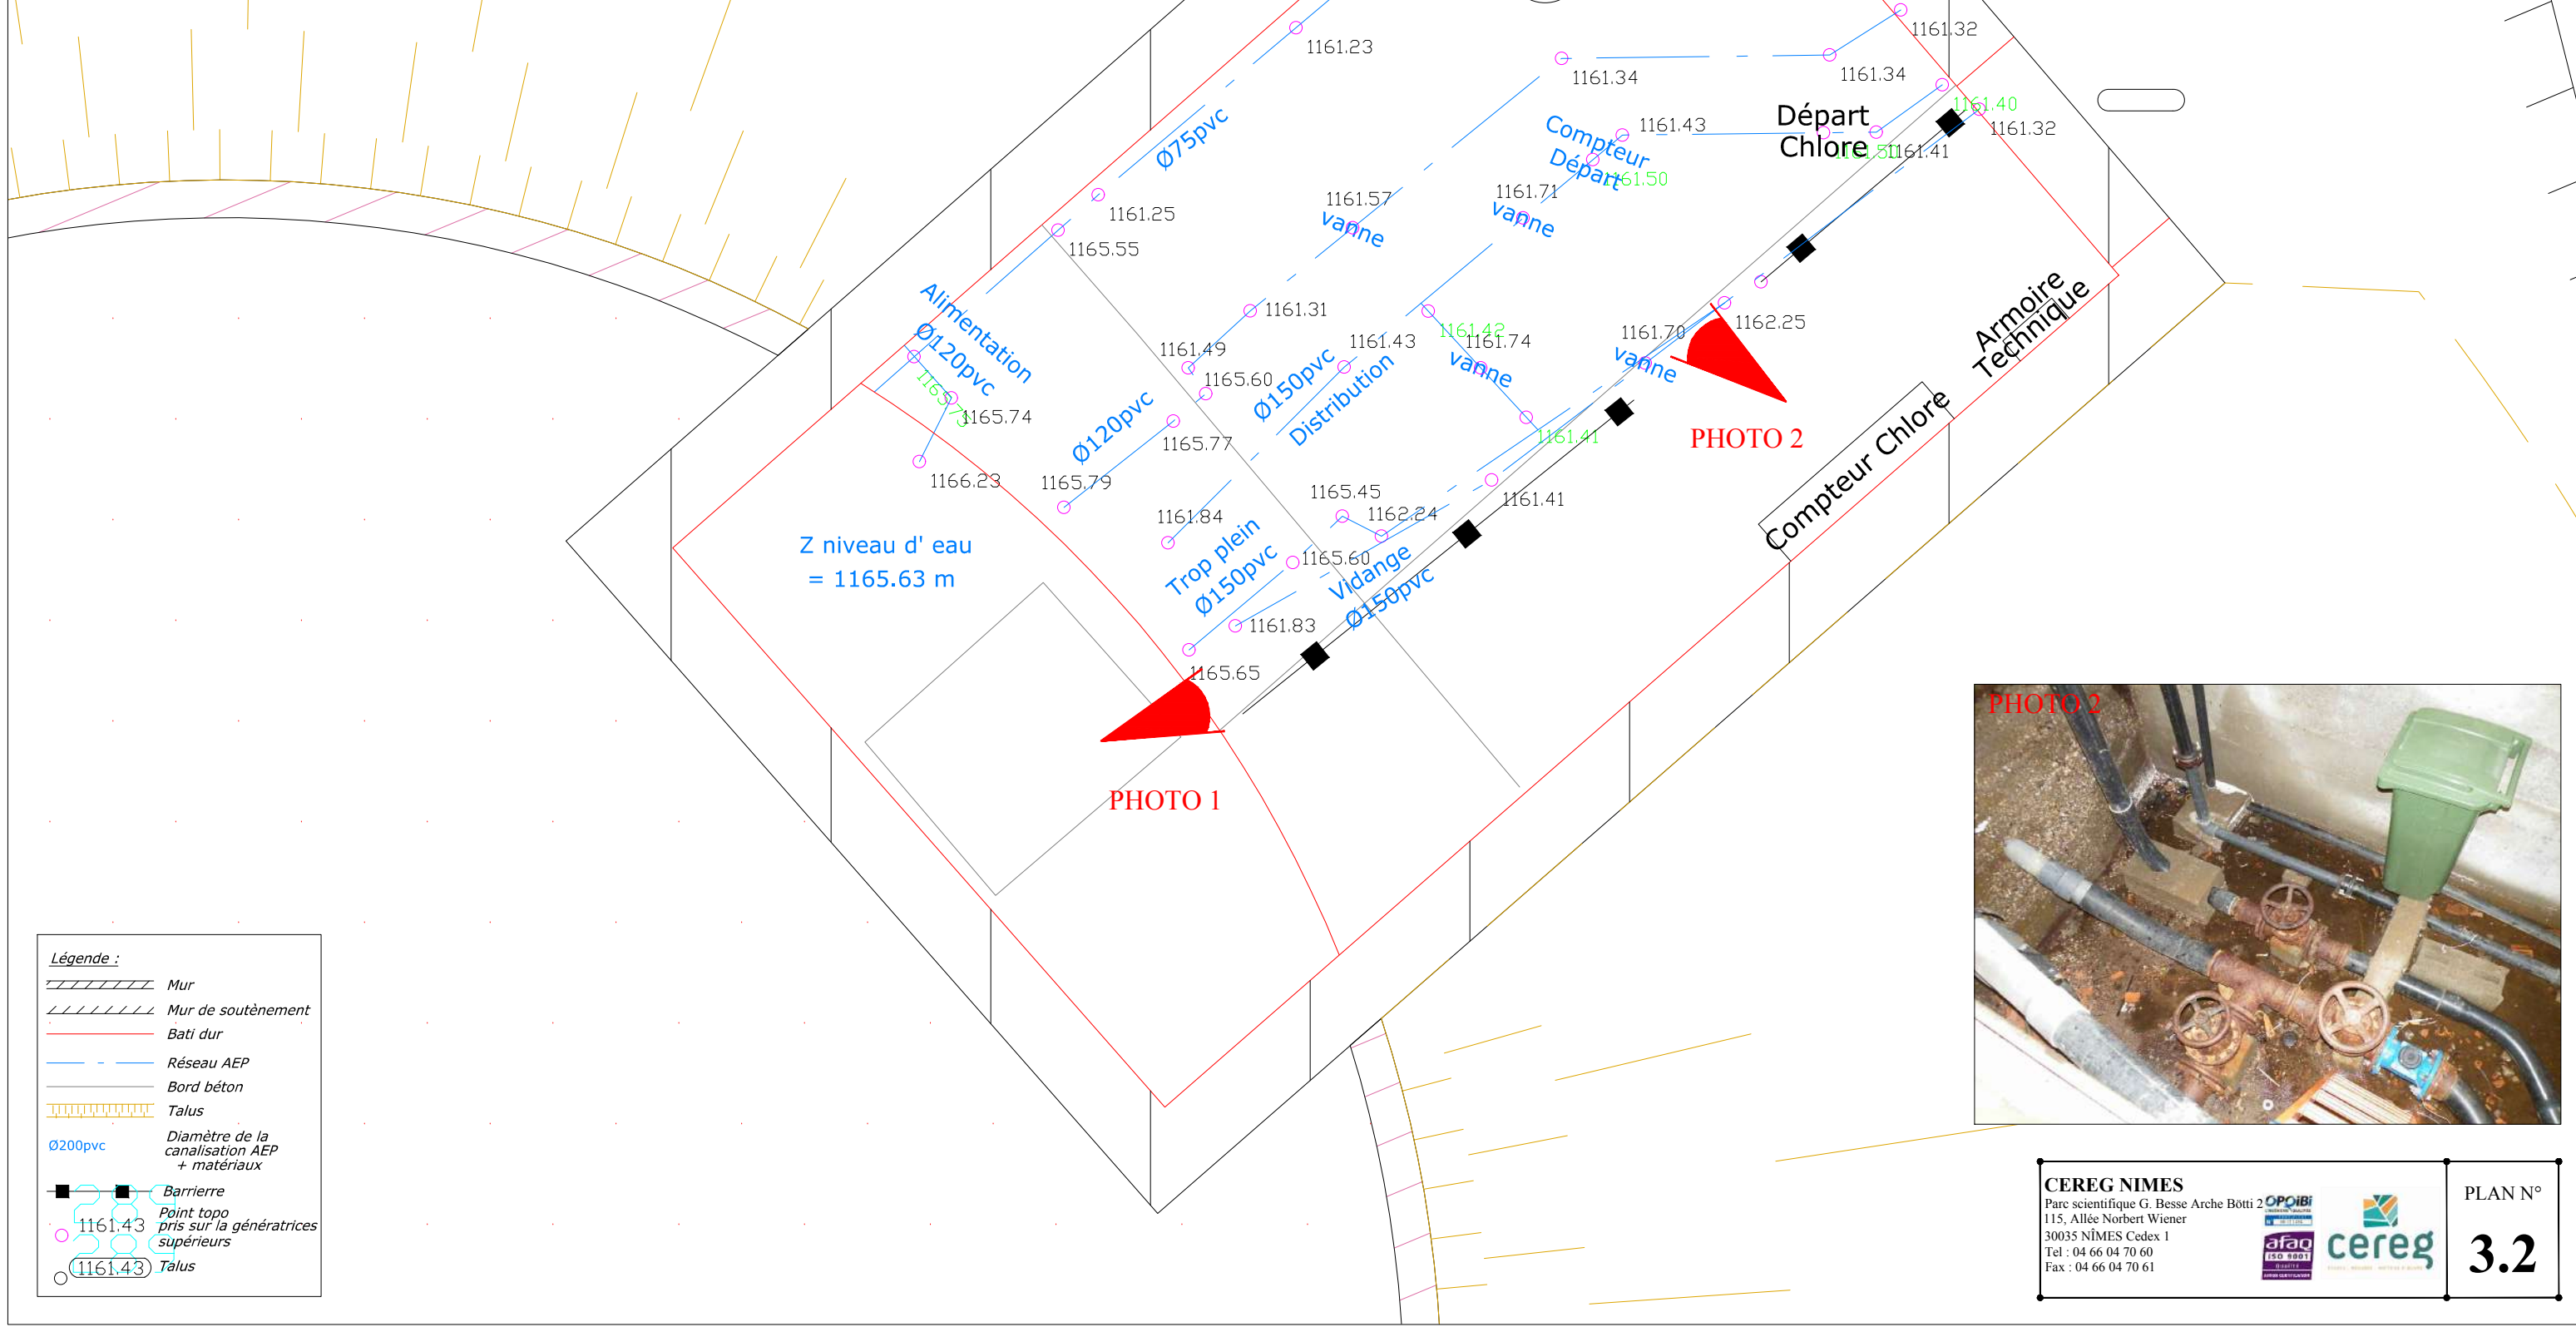 1161.23
1161.34
1161.34
1161.32
1161.40
1161.32
Départ
Chlore
1161.50
1161.41
1161.43
Compteur
Départ
1161.50
Ø75pvc
1161.25
1165.55
1161.57
vanne
1161.71
vanne
Alimentation
Ø120pvc
1165.74
1166.23
1161.31
1161.49
1165.60
Ø120pvc
1165.77
1165.79
Ø150pvc
Distribution
1161.43
1161.42
1161.74
vanne
1161.41
1161.70
vanne
1162.25
PHOTO 2
Armoire
Technique
Compteur Chlore
1161.41
1161.84
1165.45
1162.24
Trop plein
Ø150pvc
1165.60
Vidange
Ø150pvc
1161.83
1165.65
Z niveau d' eau
= 1165.63 m
PHOTO 1
PHOTO 2
Légende :
Mur
Mur de soutènement
Bati dur
Réseau AEP
Bord béton
Talus
Ø200pvc
Diamètre de la
canalisation AEP
+ matériaux
Barrierre
1161.43
Point topo
pris sur la génératrices
supérieurs
1161.43
Talus
CEREG NIMES
Parc scientifique G. Besse Arche Bötti 2
115, Allée Norbert Wiener
30035 NÎMES Cedex 1
Tel : 04 66 04 70 60
Fax : 04 66 04 70 61
OPQIBI
afaq
ISO 9001
Qualité
cereg
PLAN N°
3.2